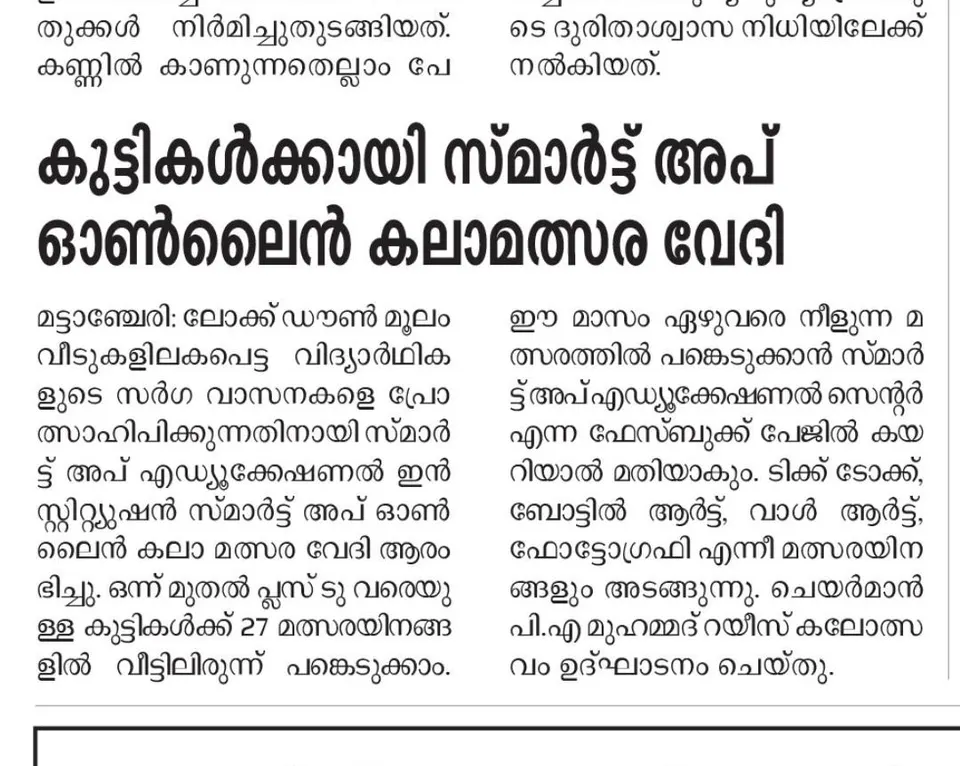 തുക്കൾ നിർമിച്ചുതുടങ്ങിയത്.
കണ്ണിൽ കാണുന്നതെല്ലാം പേ
ടെ ദുരിതാശ്വാസ നിധിയിലേക്ക്
നൽകിയത്.
കുട്ടികൾക്കായി സ്മാർട്ട് അപ്
ഓൺലൈൻ കലാമത്സര വേദി
മട്ടാഞ്ചേരി: ലോക്ക് ഡൗൺ മൂലം
വീടുകളിലകപെട്ട വിദ്യാർഥിക
ളുടെ സർഗ വാസനകളെ പ്രോ
ത്സാഹിപിക്കുന്നതിനായി സ്മാർ
ട്ട് അപ് എഡ്യൂക്കേഷണൽ ഇൻ
സ്റ്റിറ്റ്യുഷൻ സ്മാർട്ട് അപ് ഓൺ
ലൈൻ കലാ മത്സര വേദി ആരം
ഭിച്ചു. ഒന്ന് മുതൽ പ്ലസ് ടു വരെയു
ള്ള കുട്ടികൾക്ക് 27 മത്സരയിനങ്ങ
ളിൽ വീട്ടിലിരുന്ന് പങ്കെടുക്കാം.
ഈ മാസം ഏഴുവരെ നീളുന്ന മ
ത്സരത്തിൽ പങ്കെടുക്കാൻ സ്മാർ
ട്ട് അപ് എഡ്യൂക്കേഷണൽ സെന്റർ
എന്ന ഫേസ്ബുക്ക് പേജിൽ കയ
റിയാൽ മതിയാകും. ടിക്ക് ടോക്ക്,
ബോട്ടിൽ ആർട്ട്, വാൾ ആർട്ട്,
ഫോട്ടോഗ്രഫി എന്നീ മത്സരയിന
ങ്ങളും അടങ്ങുന്നു. ചെയർമാൻ
പി.എ മുഹമ്മദ് റയീസ് കലോത്സ
വം ഉദ്ഘാടനം ചെയ്തു.